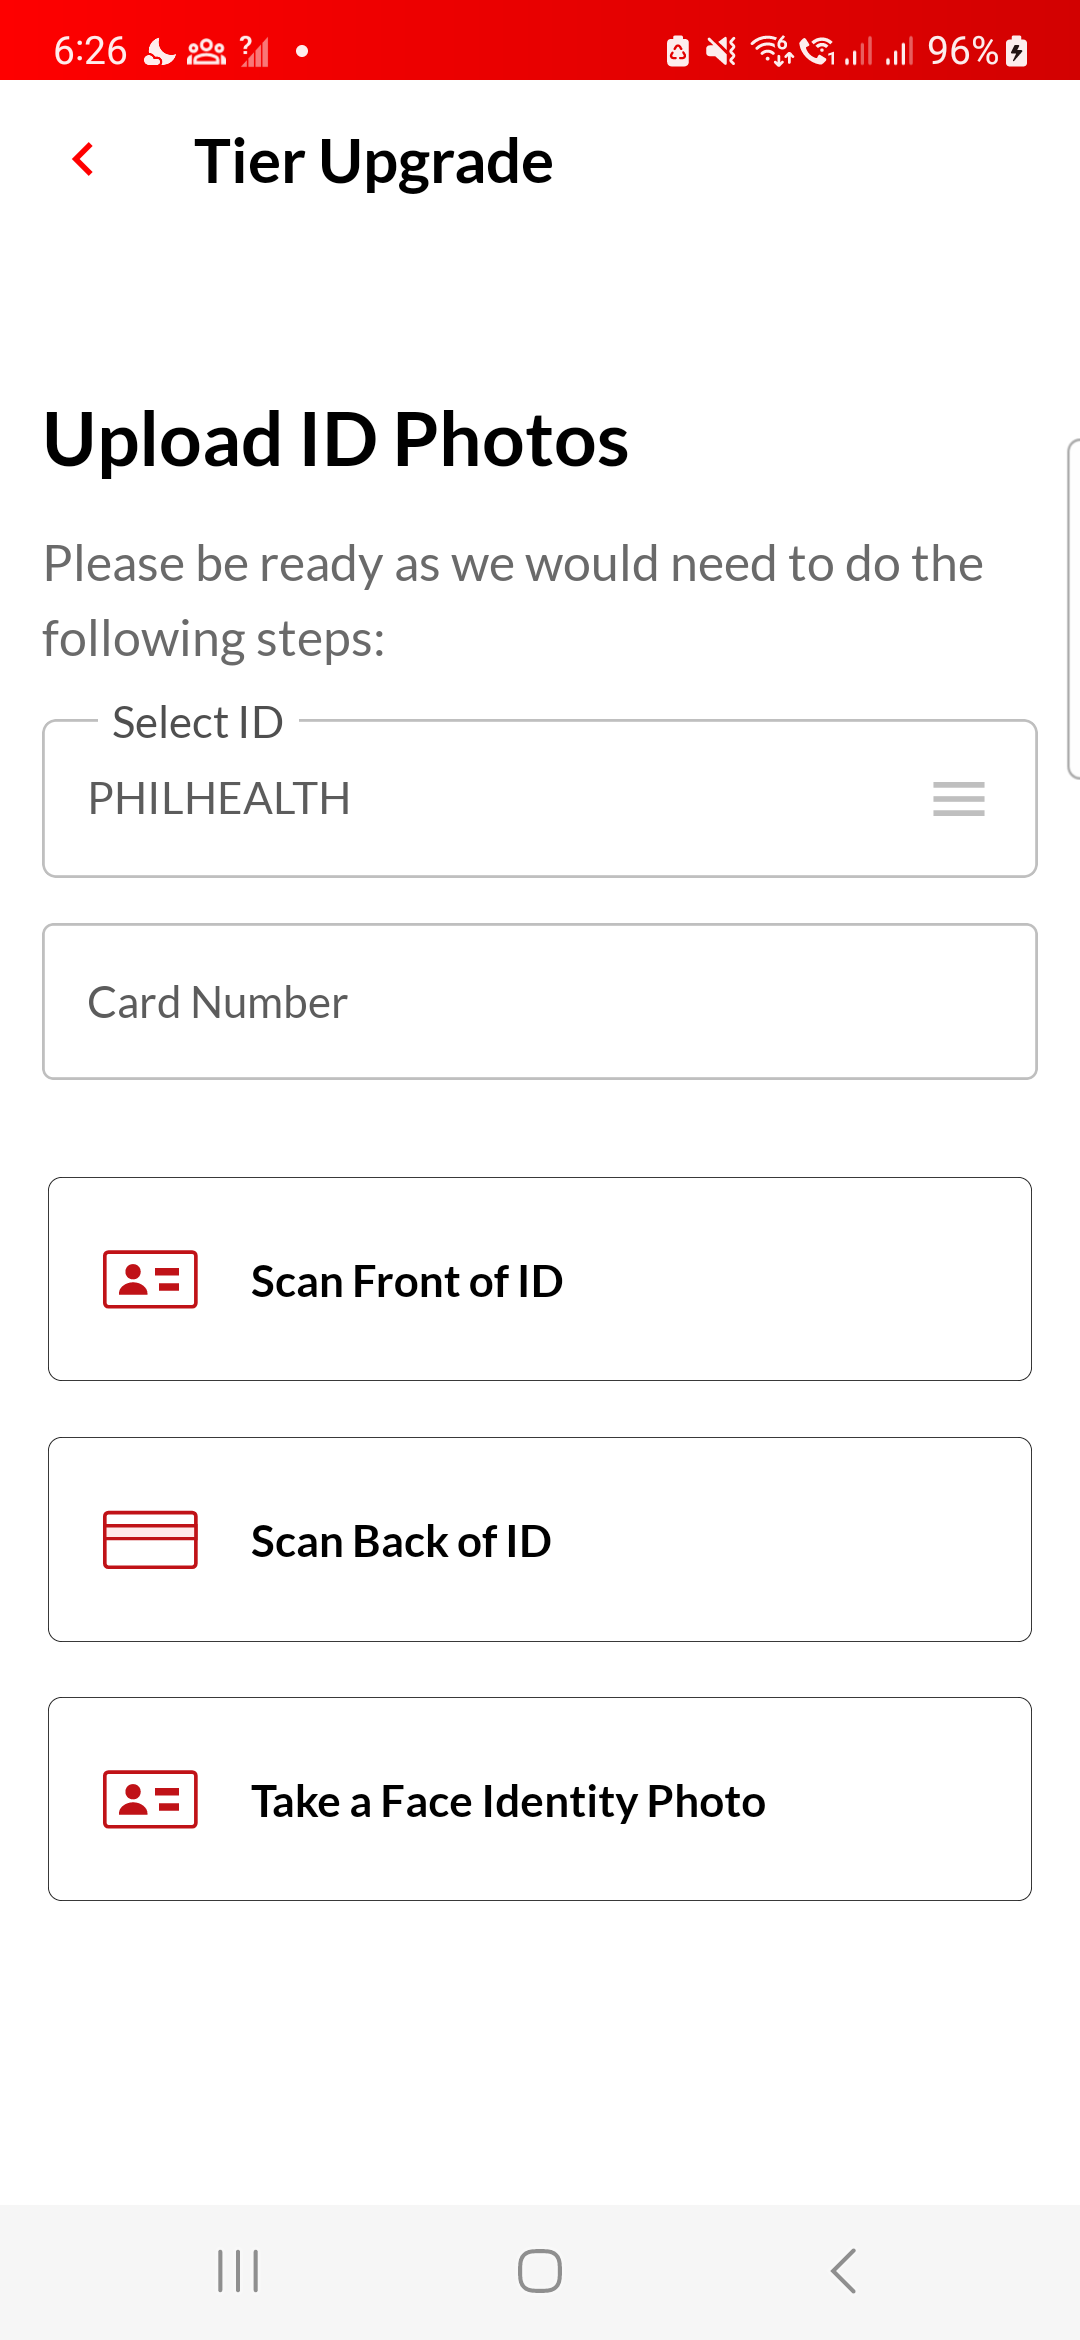 6:26
96%
Tier Upgrade
Upload ID Photos
Please be ready as we would need to do the
following steps:
Select ID
PHILHEALTH
Card Number
Scan Front of ID
Scan Back of ID
Take a Face Identity Photo